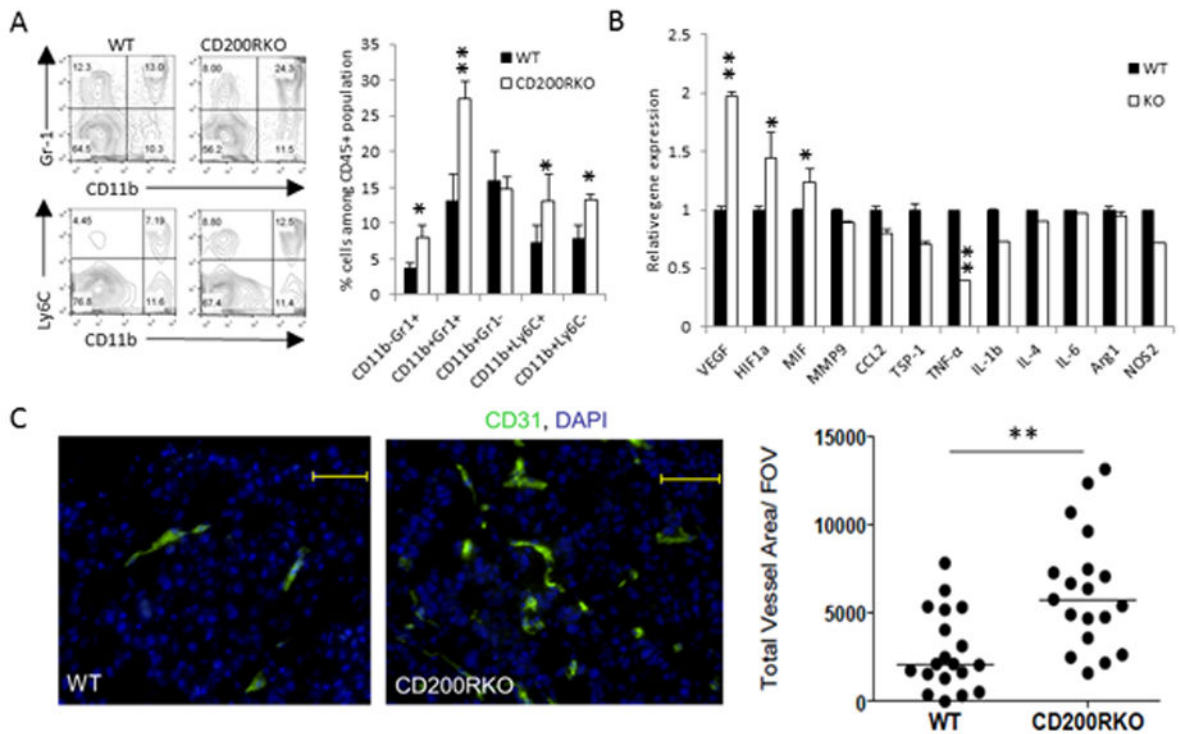 A
WT CD200RKO
12.3 13.0 8.00 24.3
64.5 10.3 56.2 11.5
Gr-1
CD11b
4.45 7.19 8.80 12.5
76.8 11.6 67.4 11.4
Ly6C
CD11b
% cells among CD45+ population
35
30
25
20
15
10
5
0
WT
CD200RKO
** * * *
CD11b-Gr1+ CD11b+Gr1+ CD11b+Gr1- CD11b+Ly6C+ CD11b+Ly6C-
B
Relative gene expression
2.5
2
1.5
1
0.5
0
WT
KO
** * * **
VEGF HIF1a MIF MMP9 CCL2 TSP-1 TNF-α IL-1b IL-4 IL-6 Arg1 NOS2
C
CD31, DAPI
WT
CD200RKO
Total Vessel Area/ FOV
15000
10000
5000
0
**
WT CD200RKO